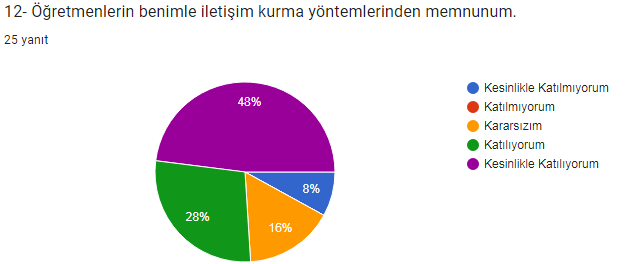 12- Öğretmenlerin benimle iletişim kurma yöntemlerinden memnunum.
25 yanıt
48%
8%
28%
16%
Kesinlikle Katılmıyorum
Katılmıyorum
Kararsızım
Katılıyorum
Kesinlikle Katılıyorum